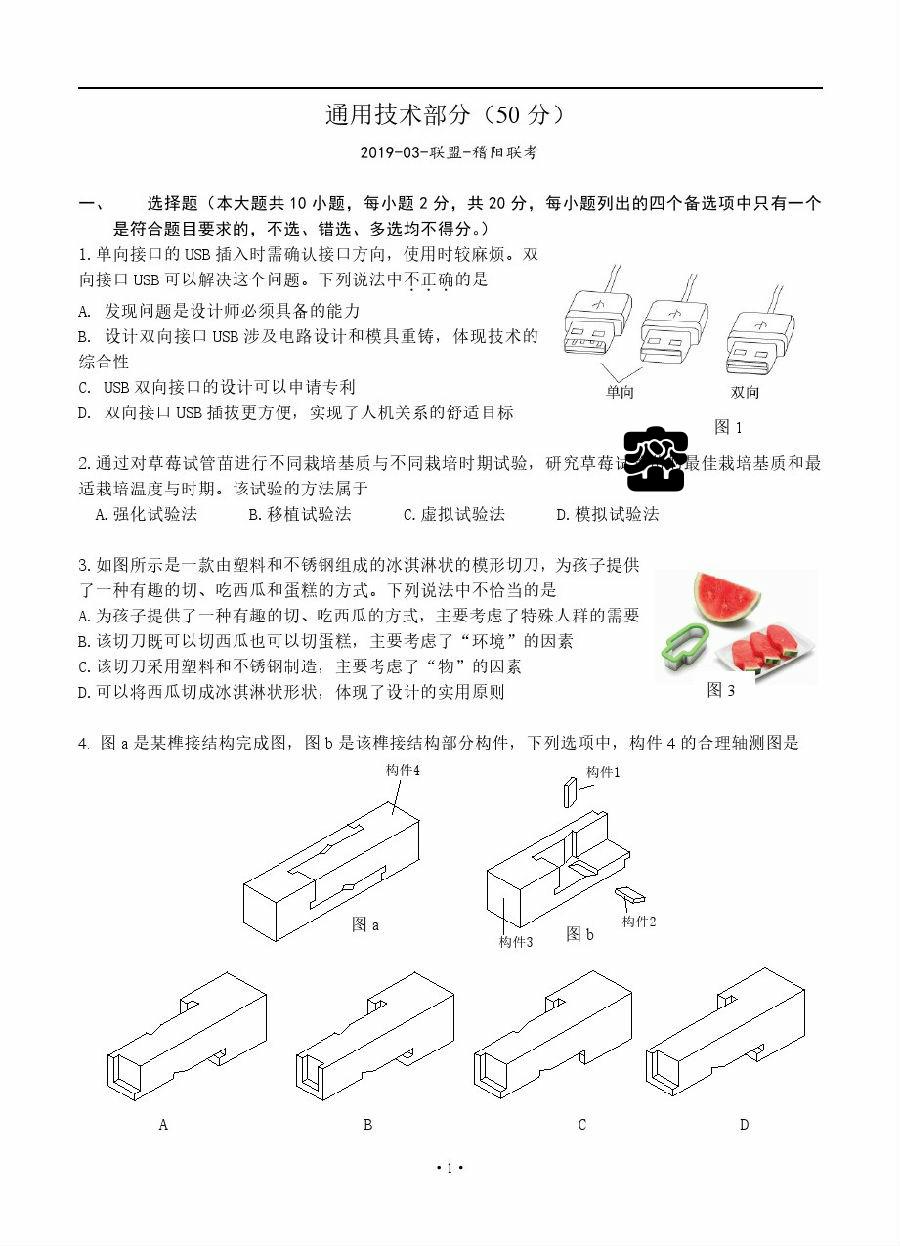 通用技术部分（50 分）
2019-03-联盟-稽阳联考
一、 选择题（本大题共 10 小题，每小题 2 分，共 20 分，每小题列出的四个备选项中只有一个
是符合题目要求的，不选、错选、多选均不得分。）
1. 单向接口的 USB 插入时需确认接口方向，使用时较麻烦。双
向接口 USB 可以解决这个问题。下列说法中不正确的是
A. 发现问题是设计师必须具备的能力
B. 设计双向接口 USB 涉及电路设计和模具重铸，体现技术的
综合性
C. USB 双向接口的设计可以申请专利
D. 双向接口 USB 插拔更方便，实现了人机关系的舒适目标
单向
双向
图 1
2. 通过对草莓试管苗进行不同栽培基质与不同栽培时期试验，研究草莓试 最佳栽培基质和最
适栽培温度与时期。该试验的方法属于
A. 强化试验法 B. 移植试验法 C. 虚拟试验法 D. 模拟试验法
3. 如图所示是一款由塑料和不锈钢组成的冰淇淋状的模形切刀，为孩子提供
了一种有趣的切、吃西瓜和蛋糕的方式。下列说法中不恰当的是
A. 为孩子提供了一种有趣的切、吃西瓜的方式，主要考虑了特殊人群的需要
B. 该切刀既可以切西瓜也可以切蛋糕，主要考虑了“环境”的因素
C. 该切刀采用塑料和不锈钢制造，主要考虑了“物”的因素
D. 可以将西瓜切成冰淇淋状形状，体现了设计的实用原则
图 3
4. 图 a 是某榫接结构完成图，图 b 是该榫接结构部分构件，下列选项中，构件 4 的合理轴测图是
构件4
构件1
图 a
构件3
图 b
构件2
A B C D
·1·